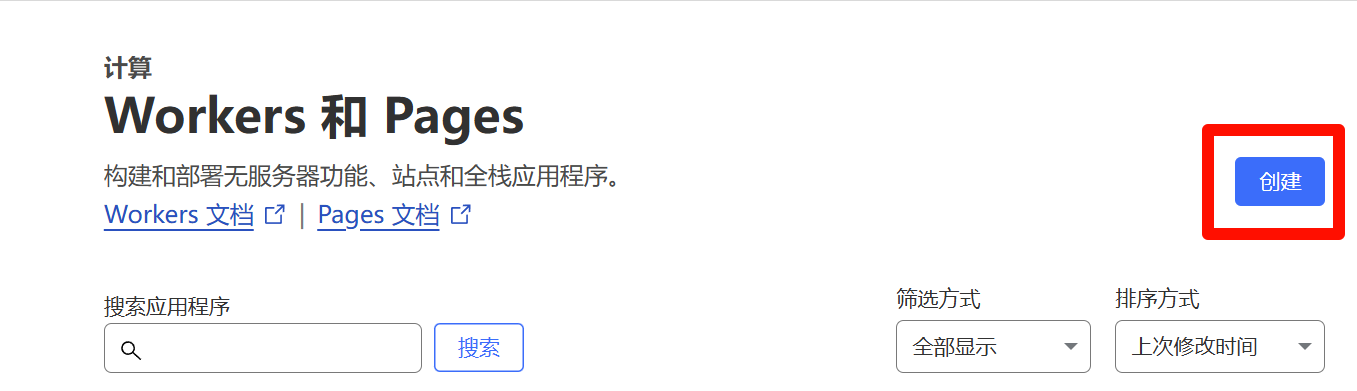 计算
Workers 和 Pages
构建和部署无服务器功能、站点和全栈应用程序。
创建
Workers 文档 | Pages 文档
搜索应用程序
筛选方式
排序方式
搜索
全部显示
上次修改时间